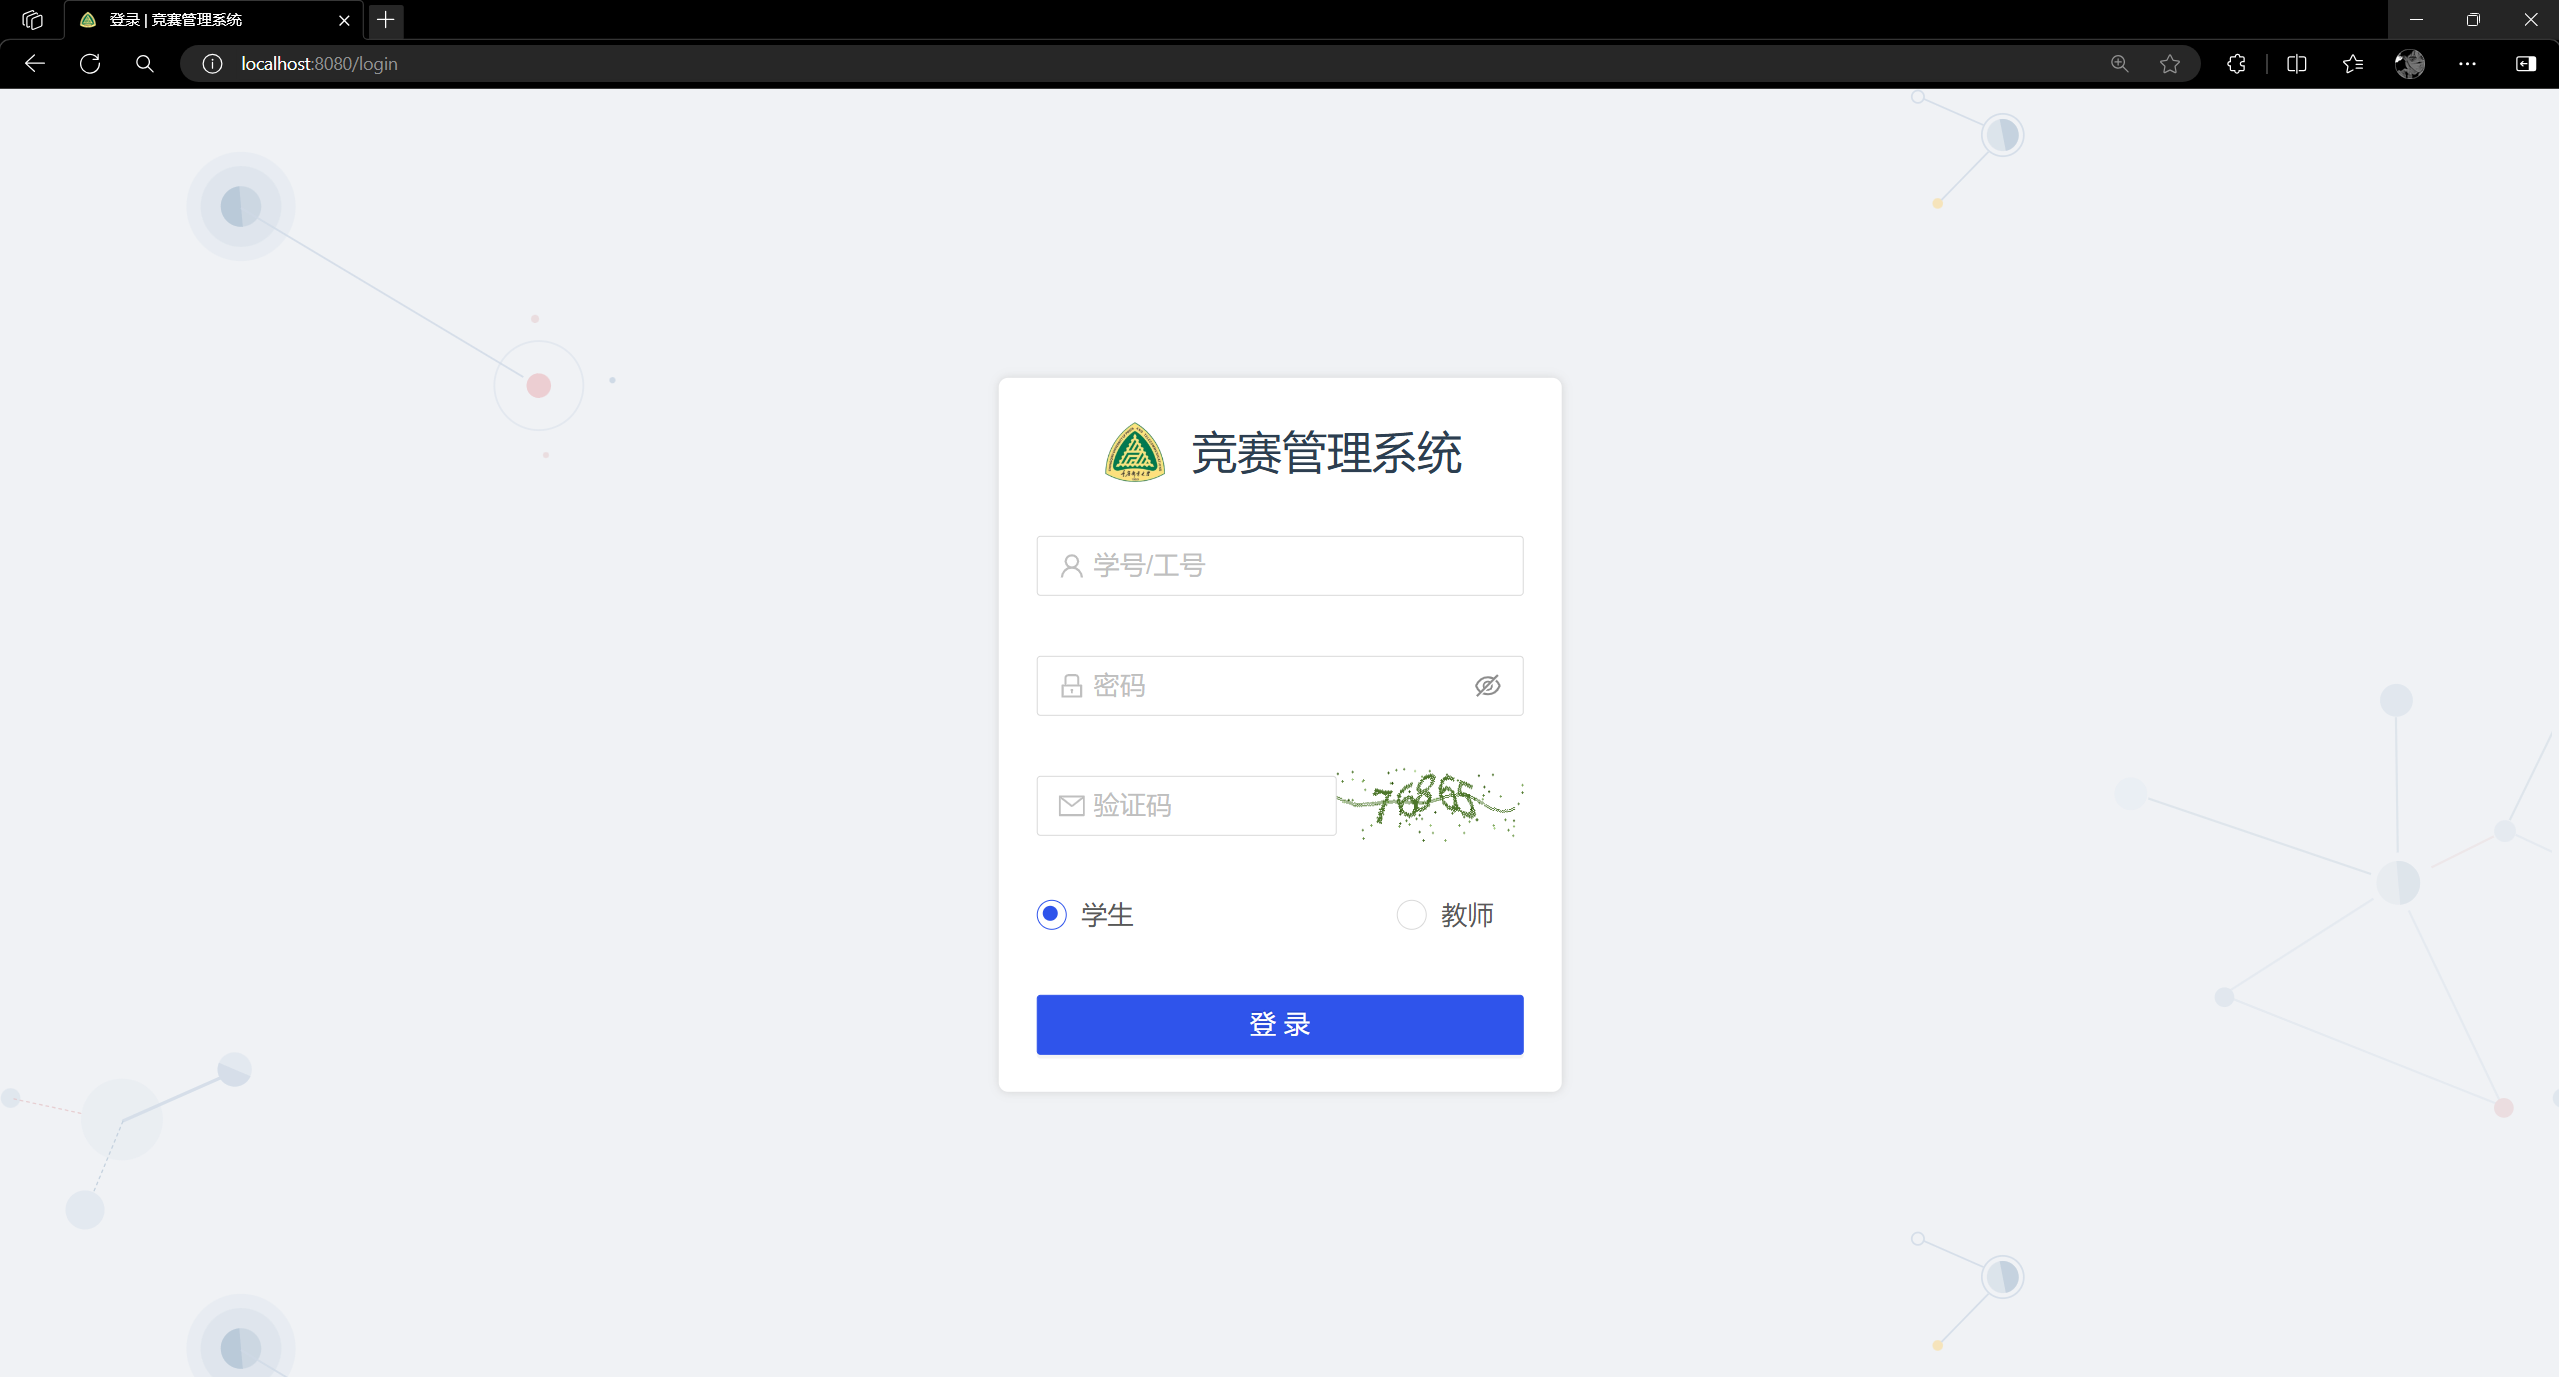 登录 | 竞赛管理系统
localhost:8080/login
竞赛管理系统
学号/工号
密码
验证码
76865
学生
教师
登 录